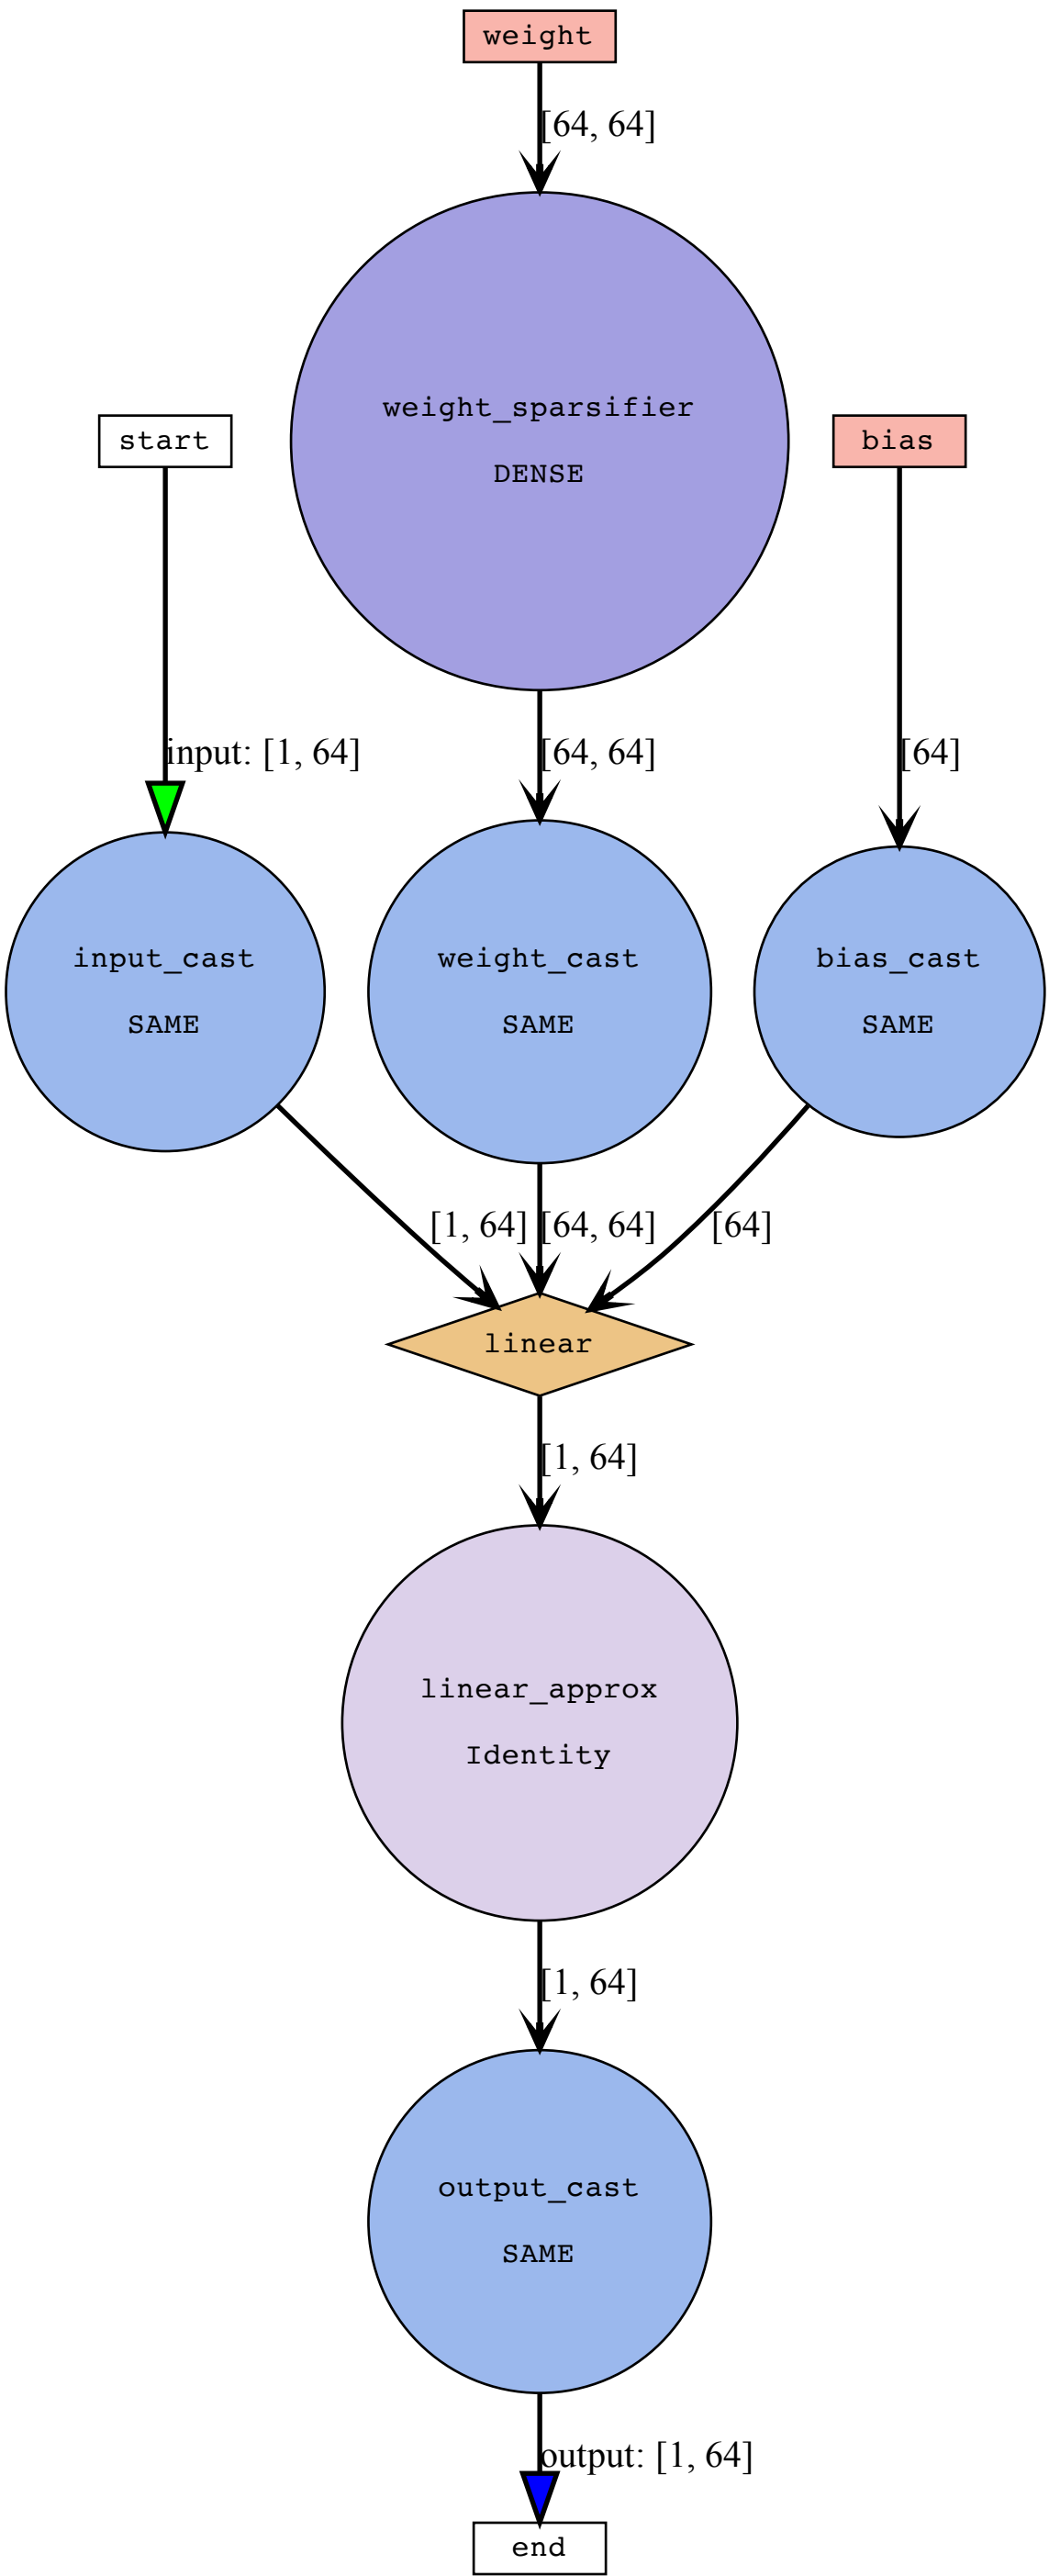 weight
[64, 64]
weight_sparsifier
DENSE
start
bias
input: [1, 64]
[64, 64]
[64]
input_cast
SAME
weight_cast
SAME
bias_cast
SAME
[1, 64]
[64, 64]
[64]
linear
[1, 64]
linear_approx
Identity
[1, 64]
output_cast
SAME
output: [1, 64]
end